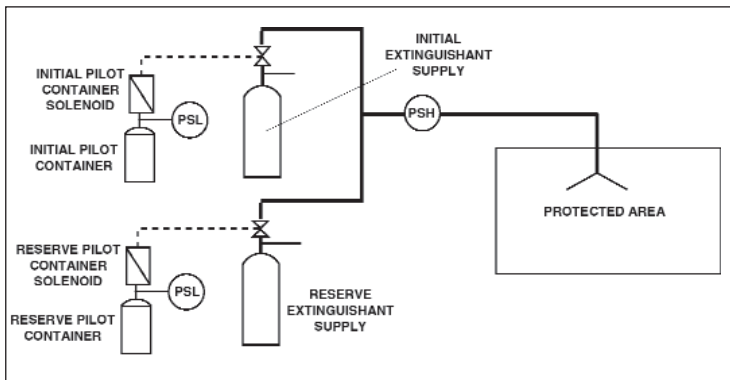 INITIAL
EXTINGUISHANT
SUPPLY
INITIAL PILOT
CONTAINER
SOLENOID
PSL
PSH
INITIAL PILOT
CONTAINER
PROTECTED AREA
RESERVE PILOT
CONTAINER
SOLENOID
PSL
RESERVE
EXTINGUISHANT
SUPPLY
RESERVE PILOT
CONTAINER